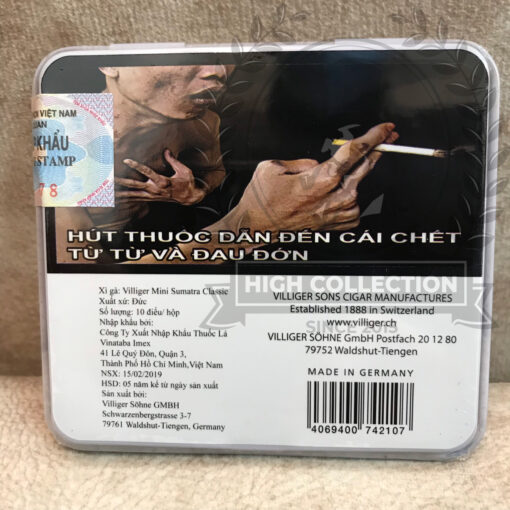 VIỆT NAM
QUAN
KHẨU
STAMP
78
HÚT THUỐC DẪN ĐẾN CÁI CHẾT
TỪ TỪ VÀ ĐAU ĐỚN
HIGH COLLECTION
SINCE 2015
Xì gà: Villiger Mini Sumatra Classic
Xuất xứ: Đức
Số lượng: 10 điếu/ hộp
Nhập khẩu bởi:
Công Ty Xuất Nhập Khẩu Thuốc Lá
Vinataba Imex
41 Lê Quý Đôn, Quận 3,
Thành Phố Hồ Chí Minh,Việt Nam
NSX: 15/02/2019
HSD: 05 năm kể từ ngày sản xuất
Sản xuất bởi:
Villiger Söhne GMBH
Schwarzenbergstrasse 3-7
79761 Waldshut-Tiengen, Germany
VILLIGER SONS CIGAR MANUFACTURES
Established 1888 in Switzerland
www.villiger.ch
VILLIGER SÖHNE GmbH Postfach 20 12 80
79752 Waldshut-Tiengen
MADE IN GERMANY
4069400 742107